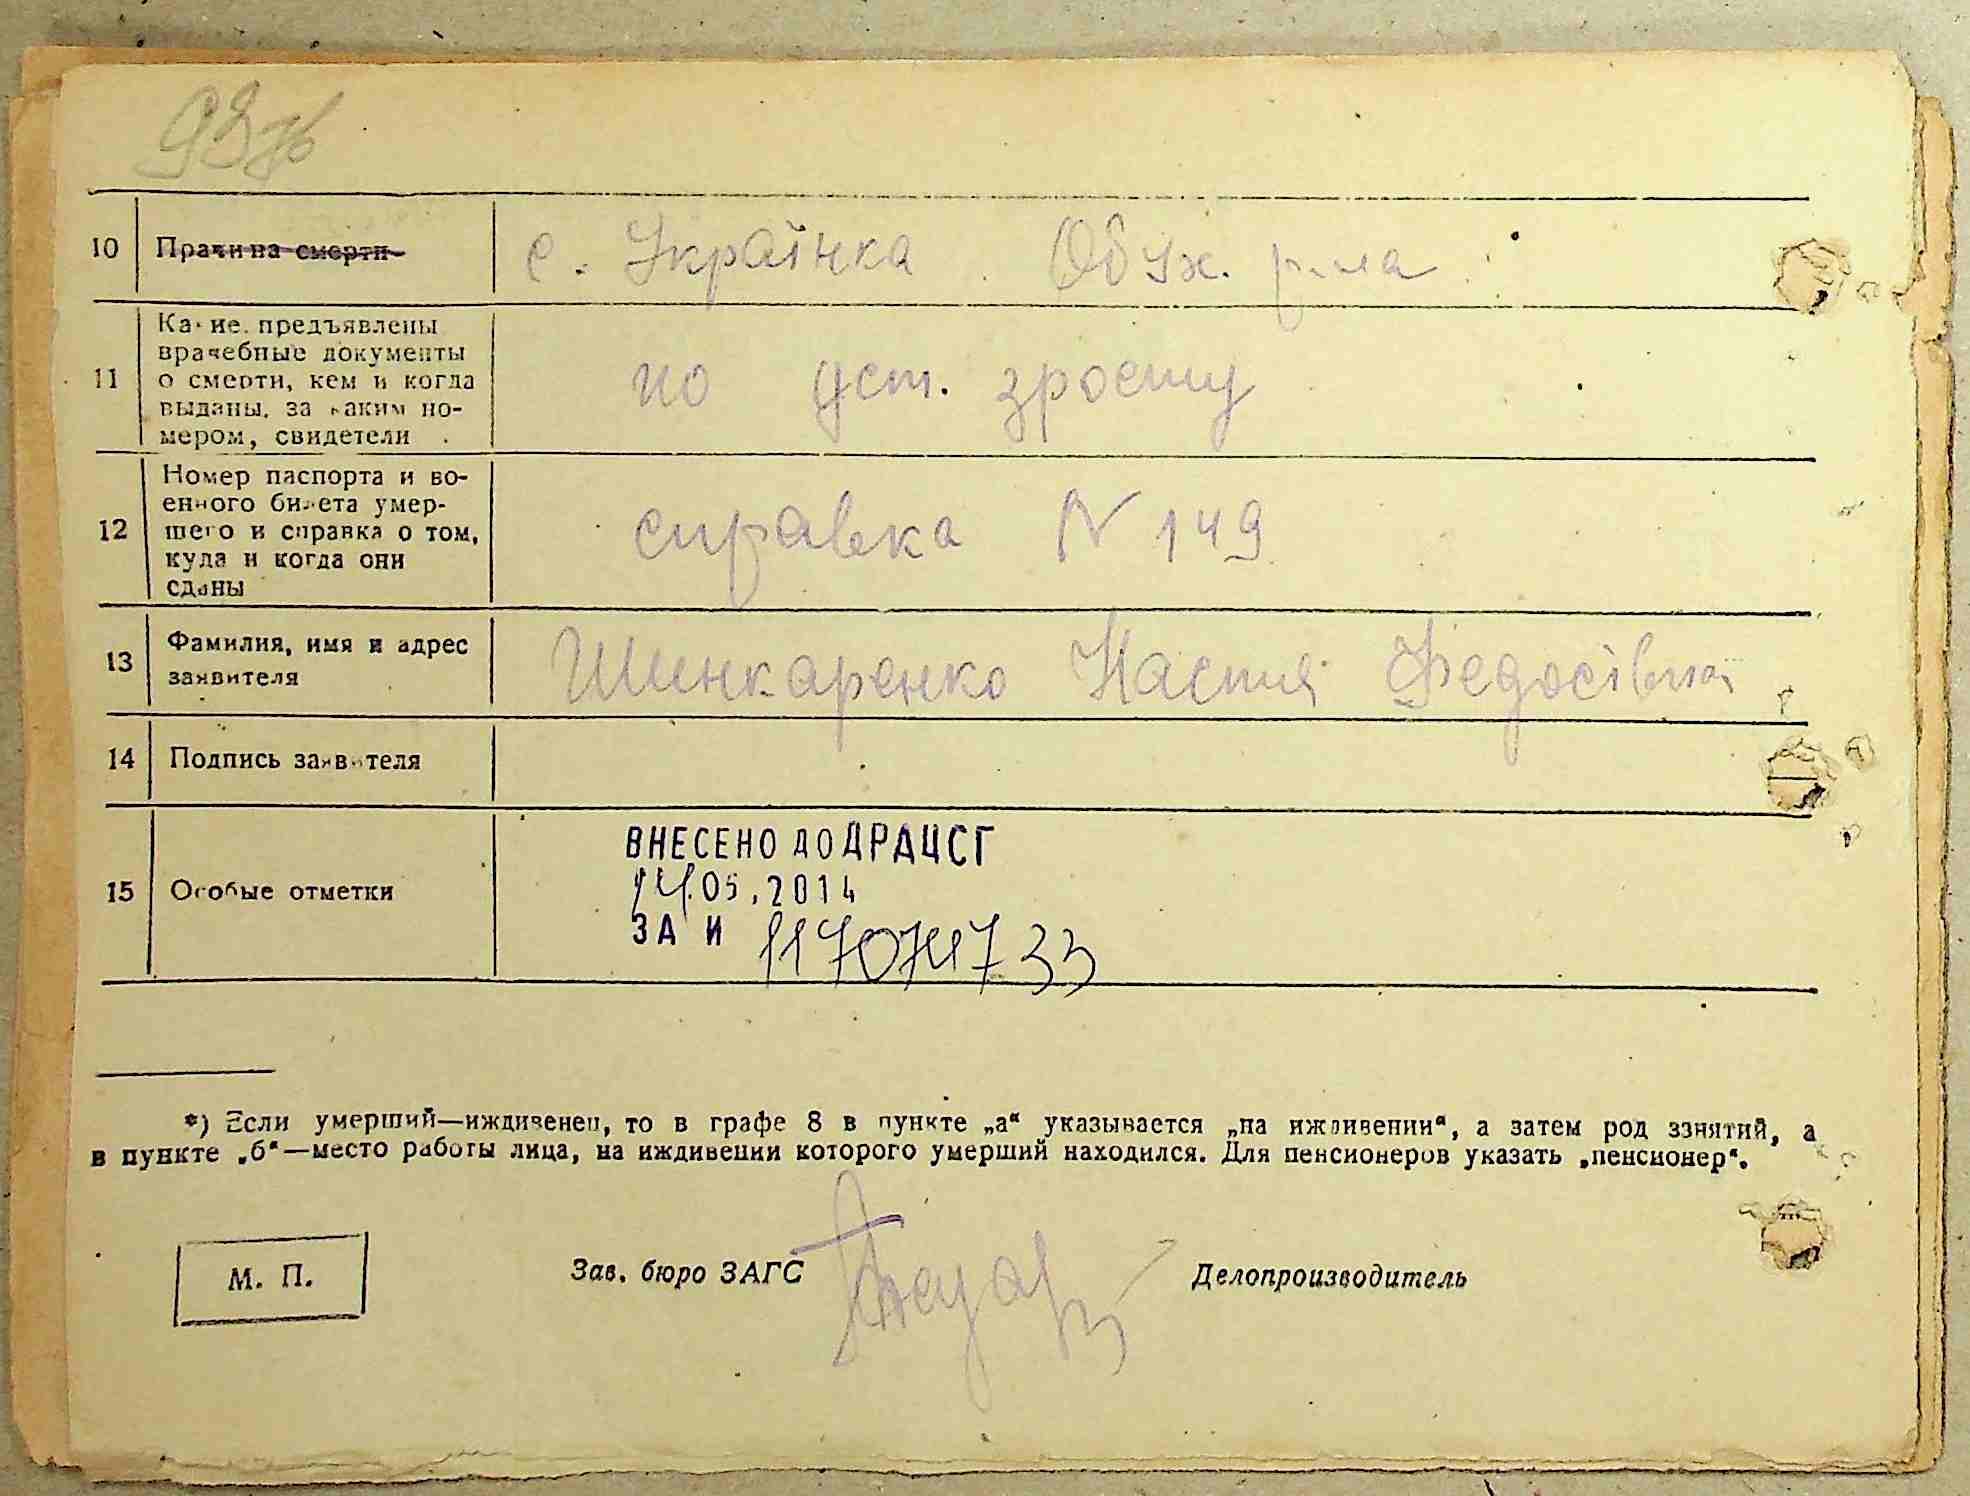 10 Причина смерти с. Українка Обух. р-на
11 Какие предъявлены
врачебные документы
о смерти, кем и когда
выданы, за каким но-
мером, свидетели
по уст.
12 Номер паспорта и во-
енного билета умер-
шего и справка о том,
куда и когда они
сданы
справка N 149
13 Фамилия, имя и адрес
заявителя
Шинкаренко Настя Федосівна
14 Подпись заявителя
ВНЕСЕНО ДО ДРАЦСГ
14.05.2014
15 Особые отметки
ЗА И
*) Если умерший—иждивенец, то в графе 8 в пункте „а“ указывается „на иждивении“, а затем род занятий, а
в пункте „б“—место работы лица, на иждивении которого умерший находился. Для пенсионеров указать „пенсионер“.
М. П. Зав. бюро ЗАГС Делопроизводитель